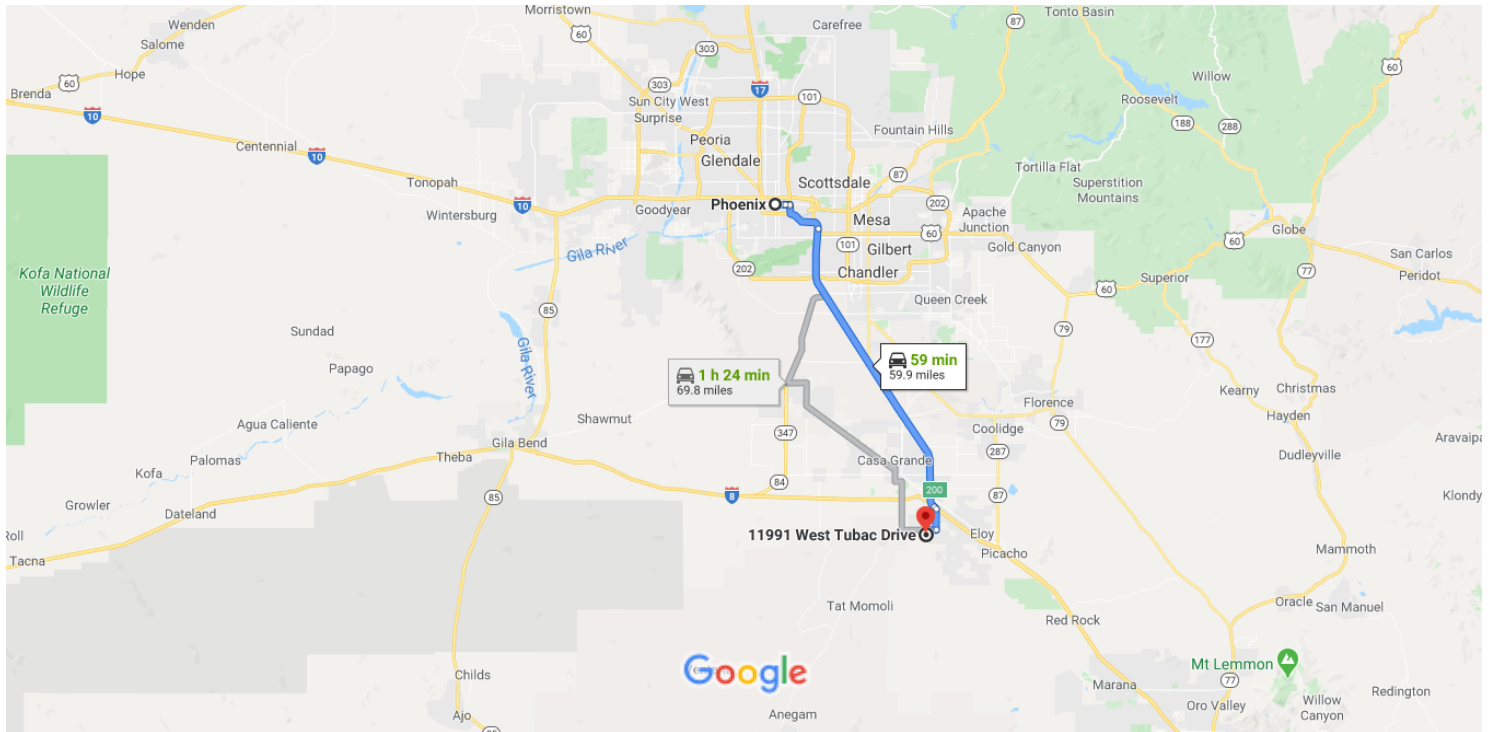 Morristown
Carefree
87
Tonto Basin
Wenden
60
Salome
303
60
Hope
60
Willow
Brenda
303
17
101
Roosevelt
10
Sun City West
Surprise
188
288
Fountain Hills
Centennial
10
Peoria
Glendale
Tortilla Flat
87
Tonopah
Scottsdale
Superstition
Mountains
10
Phoenix
202
Wintersburg
Goodyear
Mesa
Apache
Junction
60
Globe
Gila River
101
Gilbert
Gold Canyon
60
San Carlos
Peridot
Kofa National
Wildlife
Refuge
202
Chandler
Superior
77
60
Queen Creek
85
Sundad
79
177
Gila River
59 min
59.9 miles
Papago
1 h 24 min
69.8 miles
Kearny
Christmas
Florence
Hayden
Shawmut
79
Agua Caliente
347
Coolidge
Aravaipa
Gila Bend
287
Theba
Casa Grande
Dudleyville
Palomas
Kofa
84
200
85
8
87
Klondy
Growler
Dateland
Roll
11991 West Tubac Drive
Eloy
Picacho
Mammoth
Tacna
Tat Momoli
Oracle
San Manuel
Red Rock
Google
Mt Lemmon
Childs
77
Marana
Redington
Oro Valley
Willow
Canyon
Ajo
Anegam
85